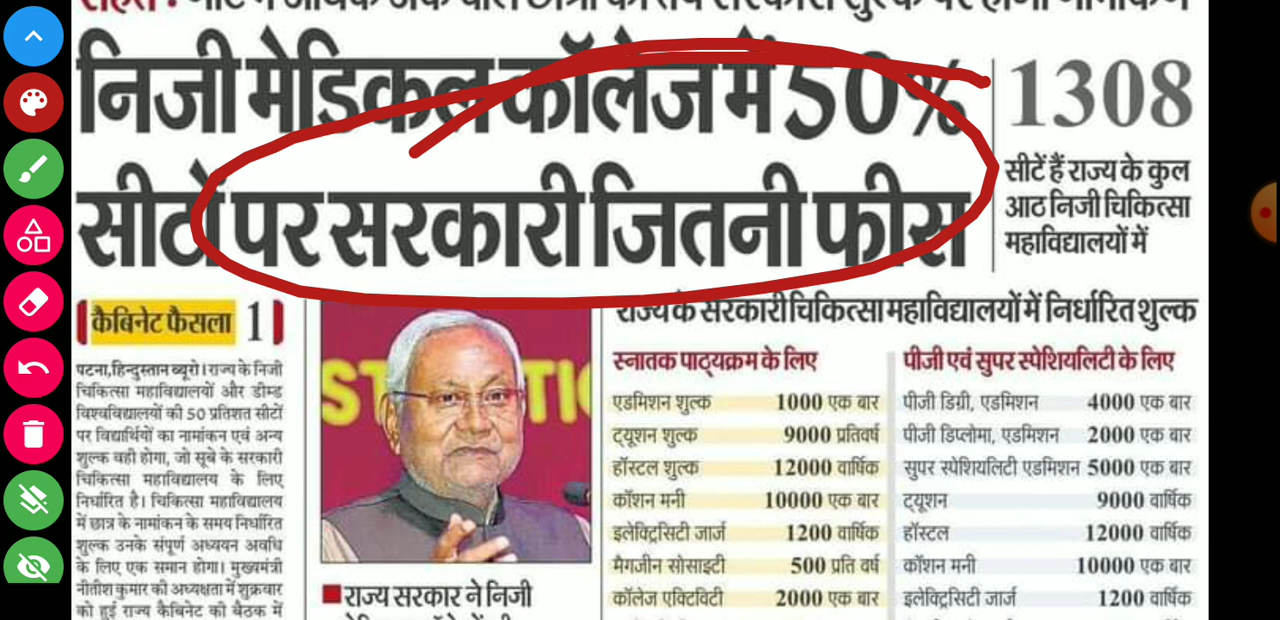 निजी मेडिकल कॉलेज में 50%
सीटों पर सरकारी जितनी फीस
1308
सीटें हैं राज्य के कुल
आठ निजी चिकित्सा
महाविद्यालयों में
कैबिनेट फैसला 1
पटना, हिन्दुस्तान ब्यूरो। राज्य के निजी
चिकित्सा महाविद्यालयों और डीम्ड
विश्वविद्यालयों की 50 प्रतिशत सीटों
पर विद्यार्थियों का नामांकन एवं अन्य
शुल्क वही होगा, जो सूबे के सरकारी
चिकित्सा महाविद्यालय के लिए
निर्धारित है। चिकित्सा महाविद्यालय
में छात्र के नामांकन के समय निर्धारित
शुल्क उनके संपूर्ण अध्ययन अवधि
के लिए एक समान होगा। मुख्यमंत्री
नीतीश कुमार की अध्यक्षता में शुक्रवार
को हुई राज्य कैबिनेट की बैठक में
राज्य सरकार ने निजी
राज्य के सरकारी चिकित्सा महाविद्यालयों में निर्धारित शुल्क
स्नातक पाठ्यक्रम के लिए
एडमिशन शुल्क 1000 एक बार
ट्यूशन शुल्क 9000 प्रतिवर्ष
हॉस्टल शुल्क 12000 वार्षिक
कॉशन मनी 10000 एक बार
इलेक्ट्रिसिटी जार्ज 1200 वार्षिक
मैगजीन सोसाइटी 500 प्रति वर्ष
कॉलेज एक्टिविटी 2000 एक बार
पीजी एवं सुपर स्पेशियलिटी के लिए
पीजी डिग्री, एडमिशन 4000 एक बार
पीजी डिप्लोमा, एडमिशन 2000 एक बार
सुपर स्पेशियलिटी एडमिशन 5000 एक बार
ट्यूशन 9000 वार्षिक
हॉस्टल 12000 वार्षिक
कॉशन मनी 10000 एक बार
इलेक्ट्रिसिटी जार्ज 1200 वार्षिक